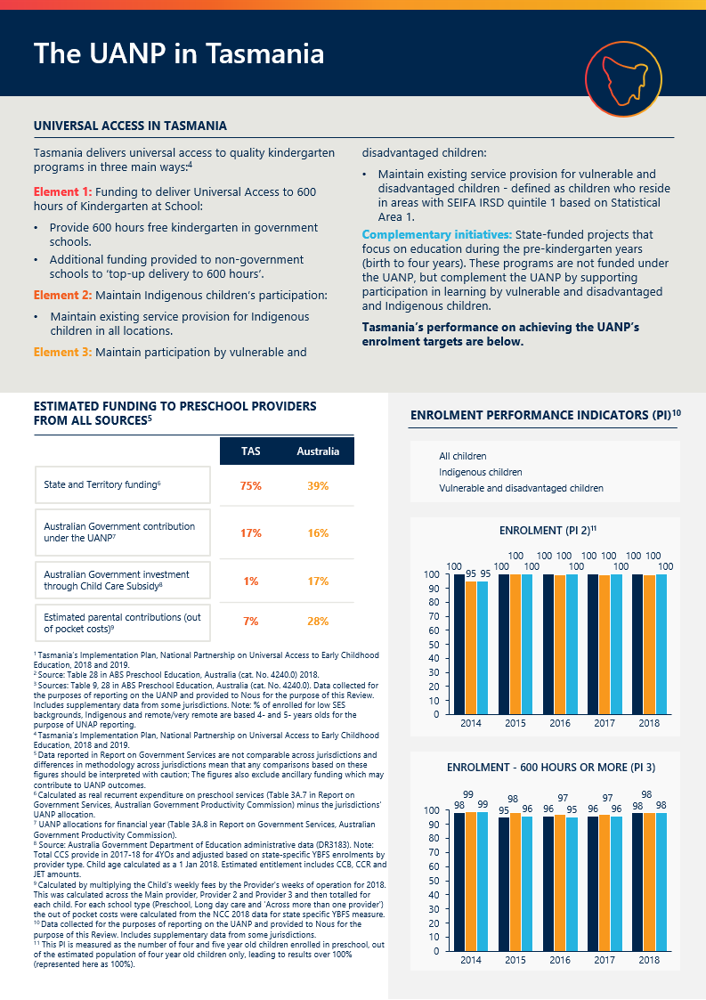 The UANP in Tasmania
UNIVERSAL ACCESS IN TASMANIA
Tasmania delivers universal access to quality kindergarten
programs in three main ways:⁴
Element 1: Funding to deliver Universal Access to 600
hours of Kindergarten at School:
• Provide 600 hours free kindergarten in government
schools.
• Additional funding provided to non-government
schools to ‘top-up delivery to 600 hours’.
Element 2: Maintain Indigenous children’s participation:
• Maintain existing service provision for Indigenous
children in all locations.
Element 3: Maintain participation by vulnerable and
disadvantaged children:
• Maintain existing service provision for vulnerable and
disadvantaged children - defined as children who reside
in areas with SEIFA IRSD quintile 1 based on Statistical
Area 1.
Complementary initiatives: State-funded projects that
focus on education during the pre-kindergarten years
(birth to four years). These programs are not funded under
the UANP, but complement the UANP by supporting
participation in learning by vulnerable and disadvantaged
and Indigenous children.
Tasmania’s performance on achieving the UANP’s
enrolment targets are below.
ESTIMATED FUNDING TO PRESCHOOL PROVIDERS
FROM ALL SOURCES⁵
TAS Australia
State and Territory funding⁶ 75% 39%
Australian Government contribution
under the UANP⁷ 17% 16%
Australian Government investment
through Child Care Subsidy⁸ 1% 17%
Estimated parental contributions (out
of pocket costs)⁹ 7% 28%
¹ Tasmania’s Implementation Plan, National Partnership on Universal Access to Early Childhood
Education, 2018 and 2019.
² Source: Table 28 in ABS Preschool Education, Australia (cat. No. 4240.0) 2018.
³ Sources: Table 9, 28 in ABS Preschool Education, Australia (cat. No. 4240.0). Data collected for
the purposes of reporting on the UANP and provided to Nous for the purpose of this Review.
Includes supplementary data from some jurisdictions. Note: % of enrolled for low SES
backgrounds, Indigenous and remote/very remote are based 4- and 5- years olds for the
purpose of UNAP reporting.
⁴ Tasmania’s Implementation Plan, National Partnership on Universal Access to Early Childhood
Education, 2018 and 2019.
⁵ Data reported in Report on Government Services are not comparable across jurisdictions and
differences in methodology across jurisdictions mean that any comparisons based on these
figures should be interpreted with caution; The figures also exclude ancillary funding which may
contribute to UANP outcomes.
⁶ Calculated as real recurrent expenditure on preschool services (Table 3A.7 in Report on
Government Services, Australian Government Productivity Commission) minus the jurisdictions’
UANP allocation.
⁷ UANP allocations for financial year (Table 3A.8 in Report on Government Services, Australian
Government Productivity Commission).
⁸ Source: Australia Government Department of Education administrative data (DR3183). Note:
Total CCS provide in 2017-18 for 4YOs and adjusted based on state-specific YBFS enrolments by
provider type. Child age calculated as a 1 Jan 2018. Estimated entitlement includes CCB, CCR and
JET amounts.
⁹ Calculated by multiplying the Child's weekly fees by the Provider's weeks of operation for 2018.
This was calculated across the Main provider, Provider 2 and Provider 3 and then totalled for
each child. For each school type (Preschool, Long day care and ‘Across more than one provider’)
the out of pocket costs were calculated from the NCC 2018 data for state specific YBFS measure.
¹⁰ Data collected for the purposes of reporting on the UANP and provided to Nous for the
purpose of this Review. Includes supplementary data from some jurisdictions.
¹¹ This PI is measured as the number of four and five year old children enrolled in preschool, out
of the estimated population of four year old children only, leading to results over 100%
(represented here as 100%).
ENROLMENT PERFORMANCE INDICATORS (PI)¹⁰
All children
Indigenous children
Vulnerable and disadvantaged children
ENROLMENT (PI 2)¹¹
100 100 100 100 100 100 100 100
100 95 95 100 100 100 100 100 100 100
100
90
80
70
60
50
40
30
20
10
0
2014 2015 2016 2017 2018
ENROLMENT - 600 HOURS OR MORE (PI 3)
99 98 97 97 98
98 99 95 96 96 95 96 96 98 98
100
90
80
70
60
50
40
30
20
10
0
2014 2015 2016 2017 2018